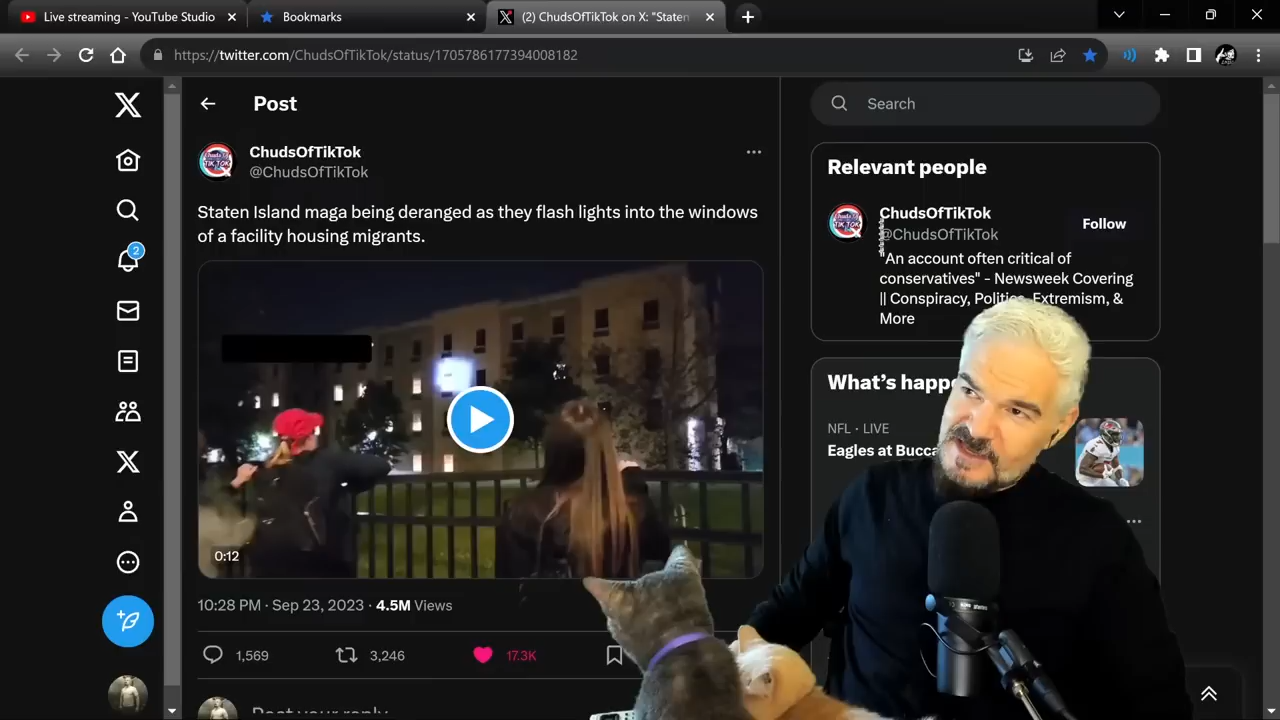 Live streaming - YouTube Studio
Bookmarks
(2) ChudsOfTikTok on X: "Staten
https://twitter.com/ChudsOfTikTok/status/1705786177394008182
Post
ChudsOfTikTok
@ChudsOfTikTok
Staten Island maga being deranged as they flash lights into the windows
of a facility housing migrants.
0:12
10:28 PM · Sep 23, 2023 · 4.5M Views
1,569
3,246
17.3K
Post your reply
2
Search
Relevant people
ChudsOfTikTok
@ChudsOfTikTok
Follow
"An account often critical of
conservatives" - Newsweek Covering
|| Conspiracy, Politics, Extremism, &
More
What's happ
NFL · LIVE
Eagles at Bucca